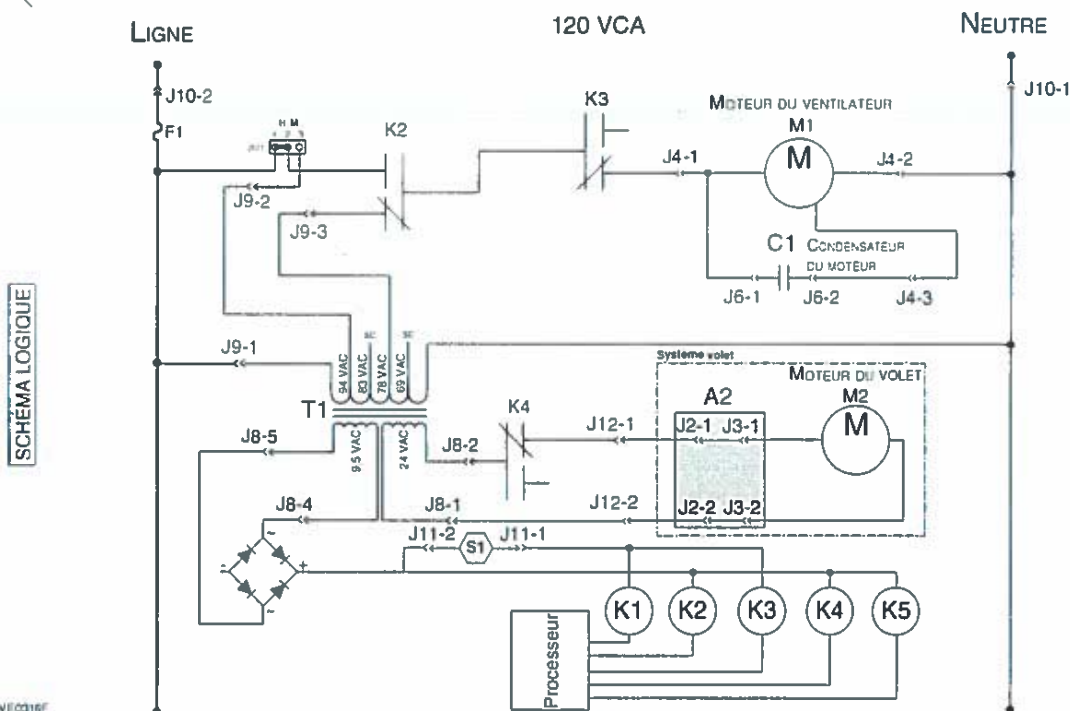 LIGNE
120 VCA
NEUTRE
J10-2
J10-1
F1
H M
1 2 3
K2
K3
MOTEUR DU VENTILATEUR
M1
M
J4-1
J4-2
J9-2
J9-3
C1 CONDENSATEUR
DU MOTEUR
J6-1
J6-2
J4-3
SCHÉMA LOGIQUE
J9-1
94 VAC
83 VAC
78 VAC
69 VAC
T1
Système volet
MOTEUR DU VOLET
A2
M2
M
K4
J12-1
J2-1
J3-1
J8-5
9.5 VAC
24 VAC
J8-2
J8-4
J8-1
J12-2
J2-2
J3-2
J11-2
S1
J11-1
~
- +
~
K1
K2
K3
K4
K5
Processeur